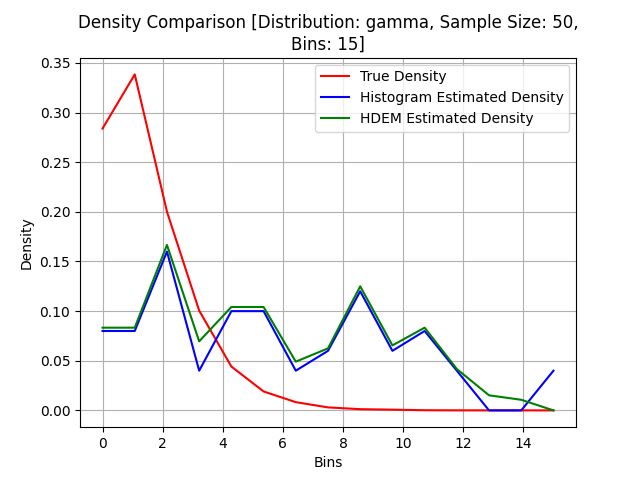 Density Comparison [Distribution: gamma, Sample Size: 50,
Bins: 15]
True Density
Histogram Estimated Density
HDEM Estimated Density
Density
0.35
0.30
0.25
0.20
0.15
0.10
0.05
0.00
0 2 4 6 8 10 12 14
Bins